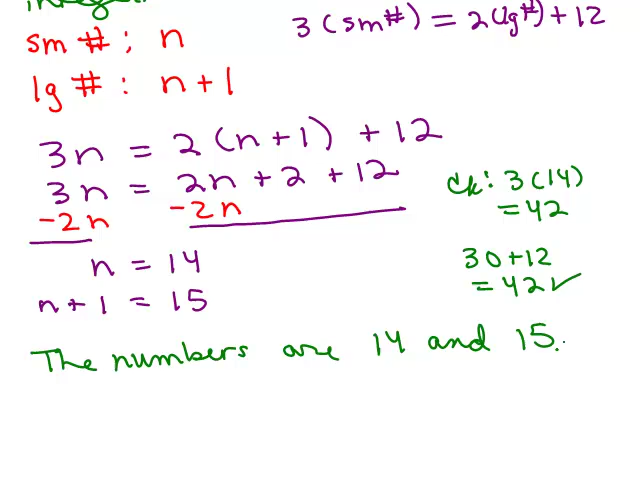 3 (sm #) = 2 (lg #) + 12
sm # : n
lg # : n + 1
3n = 2 (n + 1) + 12
3n = 2n + 2 + 12
-2n -2n
n = 14
n + 1 = 15
ck: 3 (14)
= 42
30 + 12
= 42 ✓
The numbers are 14 and 15.